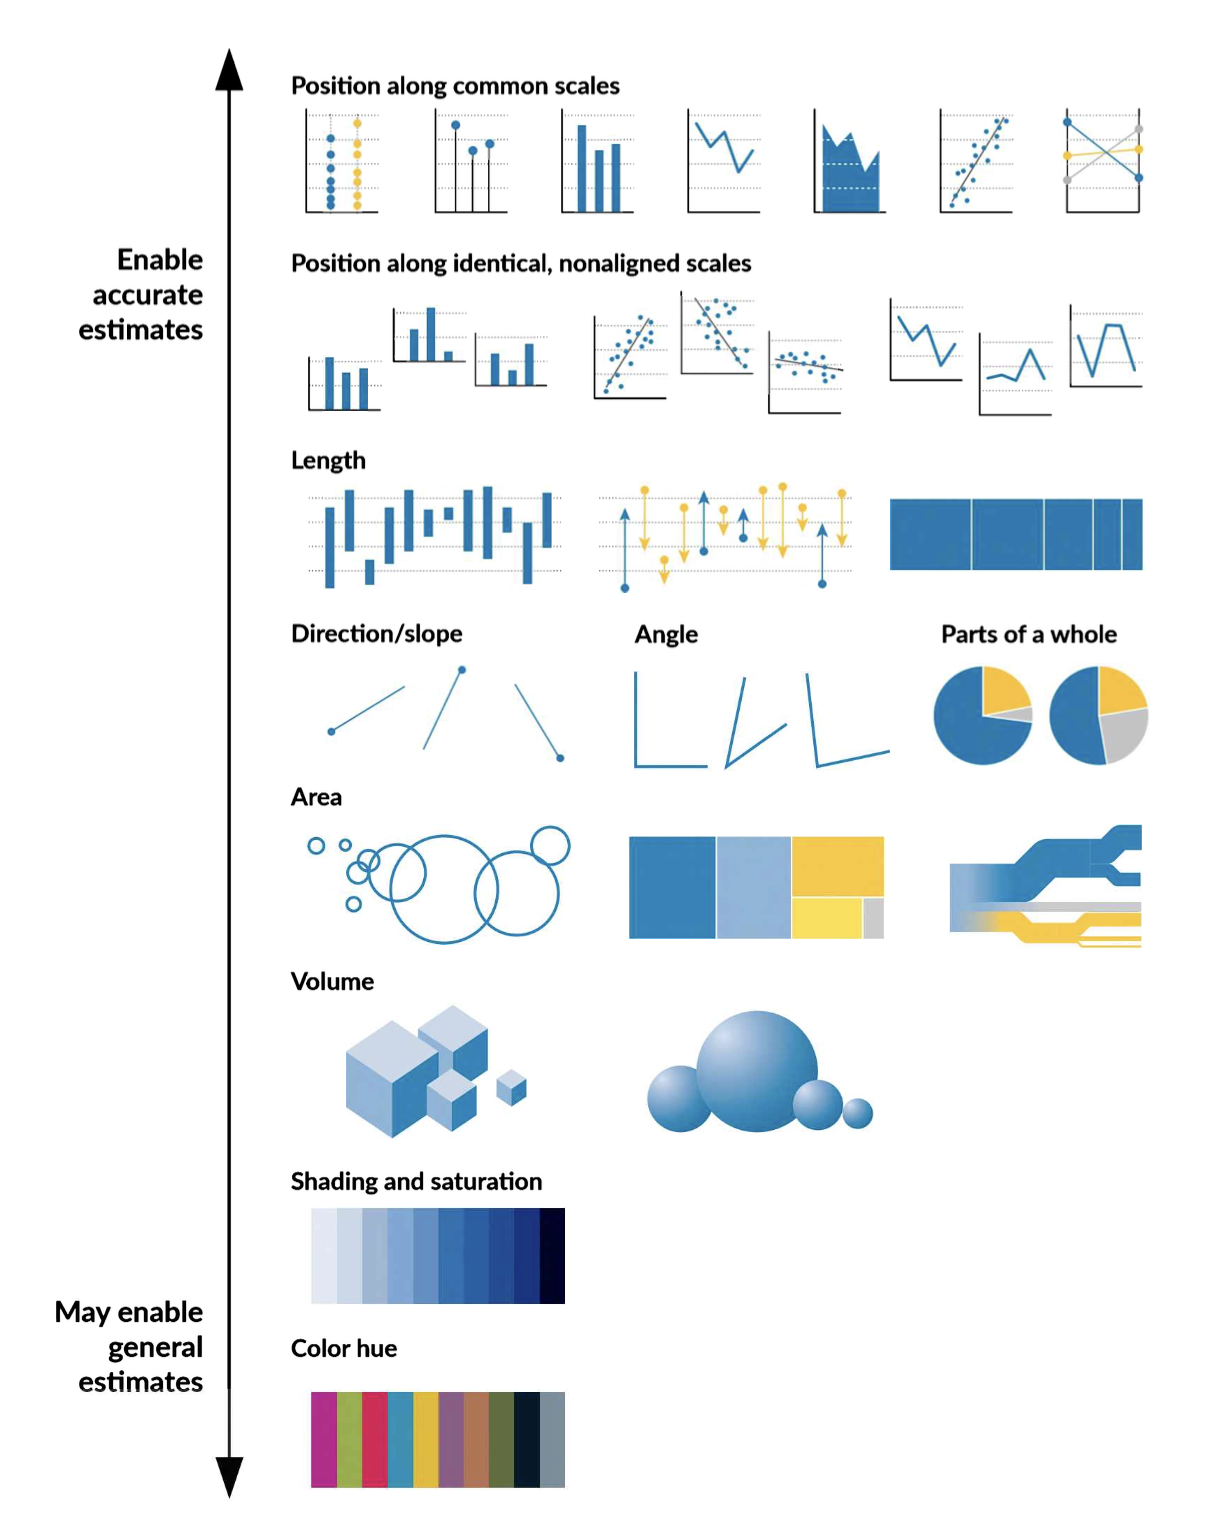 Position along common scales
Enable
accurate
estimates
Position along identical, nonaligned scales
Length
Direction/slope
Angle
Parts of a whole
Area
Volume
Shading and saturation
May enable
general
estimates
Color hue